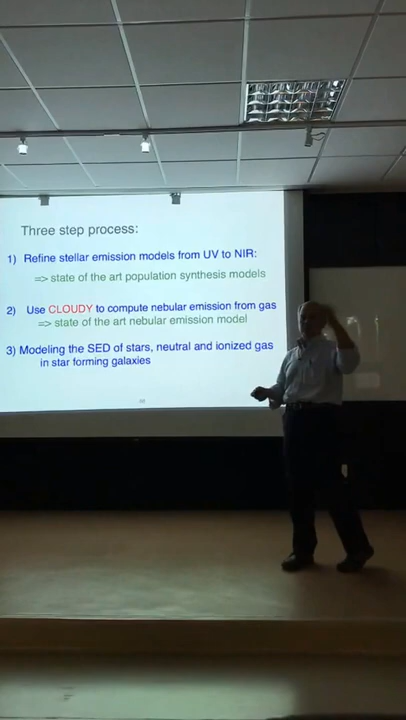 Three step process:
1) Refine stellar emission models from UV to NIR:
=> state of the art population synthesis models
2) Use CLOUDY to compute nebular emission from gas
=> state of the art nebular emission model
3) Modeling the SED of stars, neutral and ionized gas
in star forming galaxies